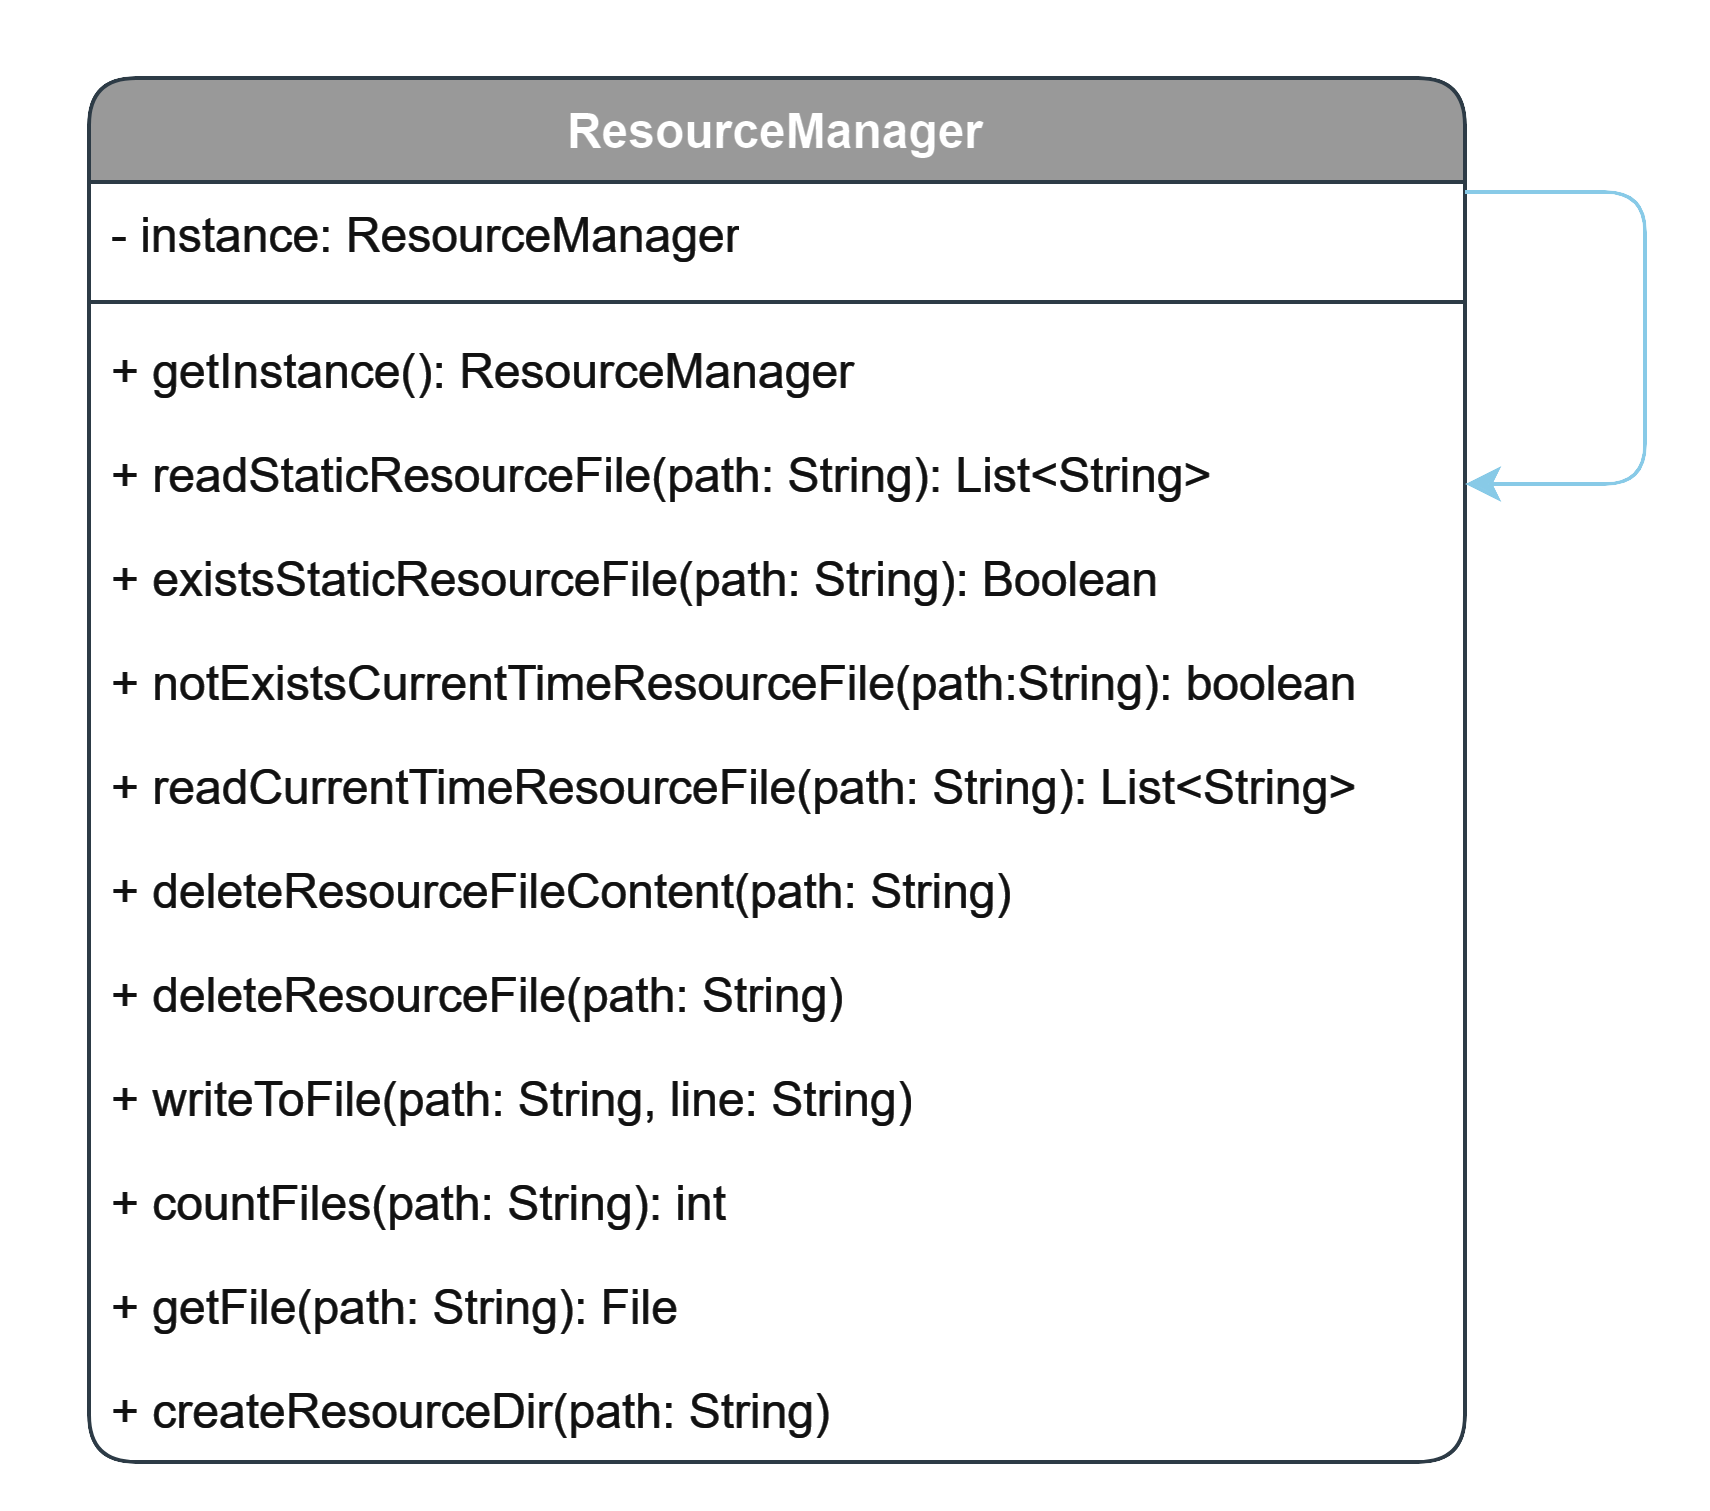 ResourceManager
- instance: ResourceManager
+ getInstance(): ResourceManager
+ readStaticResourceFile(path: String): List<String>
+ existsStaticResourceFile(path: String): Boolean
+ notExistsCurrentTimeResourceFile(path:String): boolean
+ readCurrentTimeResourceFile(path: String): List<String>
+ deleteResourceFileContent(path: String)
+ deleteResourceFile(path: String)
+ writeToFile(path: String, line: String)
+ countFiles(path: String): int
+ getFile(path: String): File
+ createResourceDir(path: String)